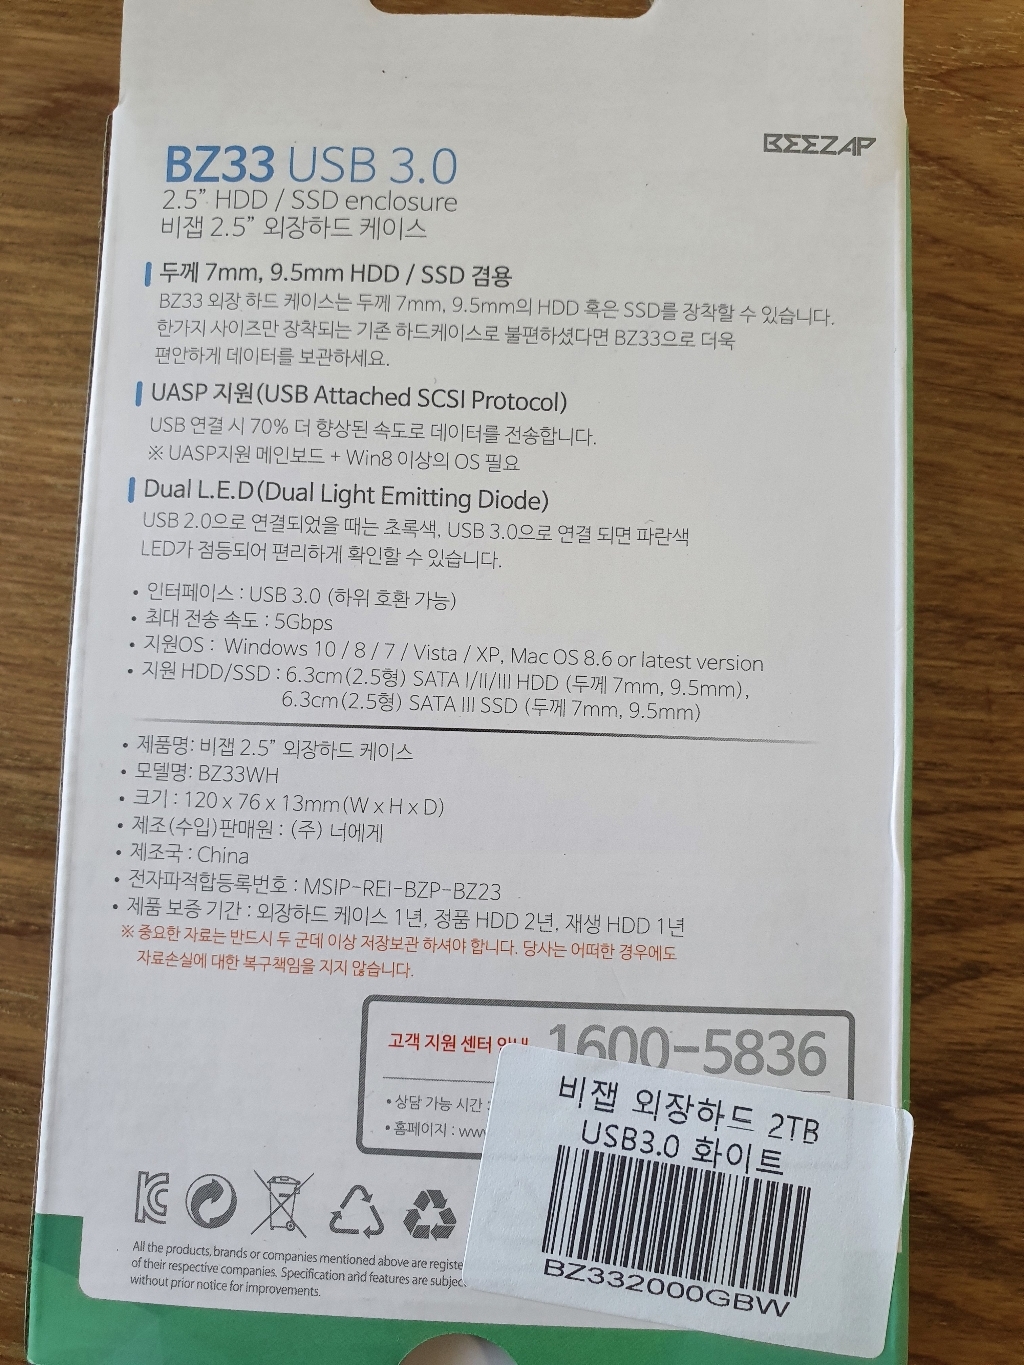 BEEZAP
BZ33 USB 3.0
2.5” HDD / SSD enclosure
비잽 2.5” 외장하드 케이스
두께 7mm, 9.5mm HDD / SSD 겸용
BZ33 외장 하드 케이스는 두께 7mm, 9.5mm의 HDD 혹은 SSD를 장착할 수 있습니다.
한가지 사이즈만 장착되는 기존 하드케이스로 불편하셨다면 BZ33으로 더욱
편안하게 데이터를 보관하세요.
UASP 지원(USB Attached SCSI Protocol)
USB 연결 시 70% 더 향상된 속도로 데이터를 전송합니다.
※ UASP지원 메인보드 + Win8 이상의 OS 필요
Dual L.E.D(Dual Light Emitting Diode)
USB 2.0으로 연결되었을 때는 초록색, USB 3.0으로 연결 되면 파란색
LED가 점등되어 편리하게 확인할 수 있습니다.
• 인터페이스 : USB 3.0 (하위 호환 가능)
• 최대 전송 속도 : 5Gbps
• 지원OS : Windows 10 / 8 / 7 / Vista / XP, Mac OS 8.6 or latest version
• 지원 HDD/SSD : 6.3cm(2.5형) SATA I/II/III HDD (두께 7mm, 9.5mm),
6.3cm(2.5형) SATA III SSD (두께 7mm, 9.5mm)
• 제품명: 비잽 2.5” 외장하드 케이스
• 모델명: BZ33WH
• 크기 : 120 x 76 x 13mm(W x H x D)
• 제조(수입)판매원 : (주) 너에게
• 제조국 : China
• 전자파적합등록번호 : MSIP-REI-BZP-BZ23
• 제품 보증 기간 : 외장하드 케이스 1년, 정품 HDD 2년, 재생 HDD 1년
※ 중요한 자료는 반드시 두 군데 이상 저장보관 하셔야 합니다. 당사는 어떠한 경우에도
자료손실에 대한 복구책임을 지지 않습니다.
고객 지원 센터 1600-5836
• 상담 가능 시간 :
• 홈페이지 : www
비잽 외장하드 2TB
USB3.0 화이트
BZ332000GBW
All the products, brands or companies mentioned above are registe
of their respective companies. Specification and features are subjec
without prior notice for improvements.